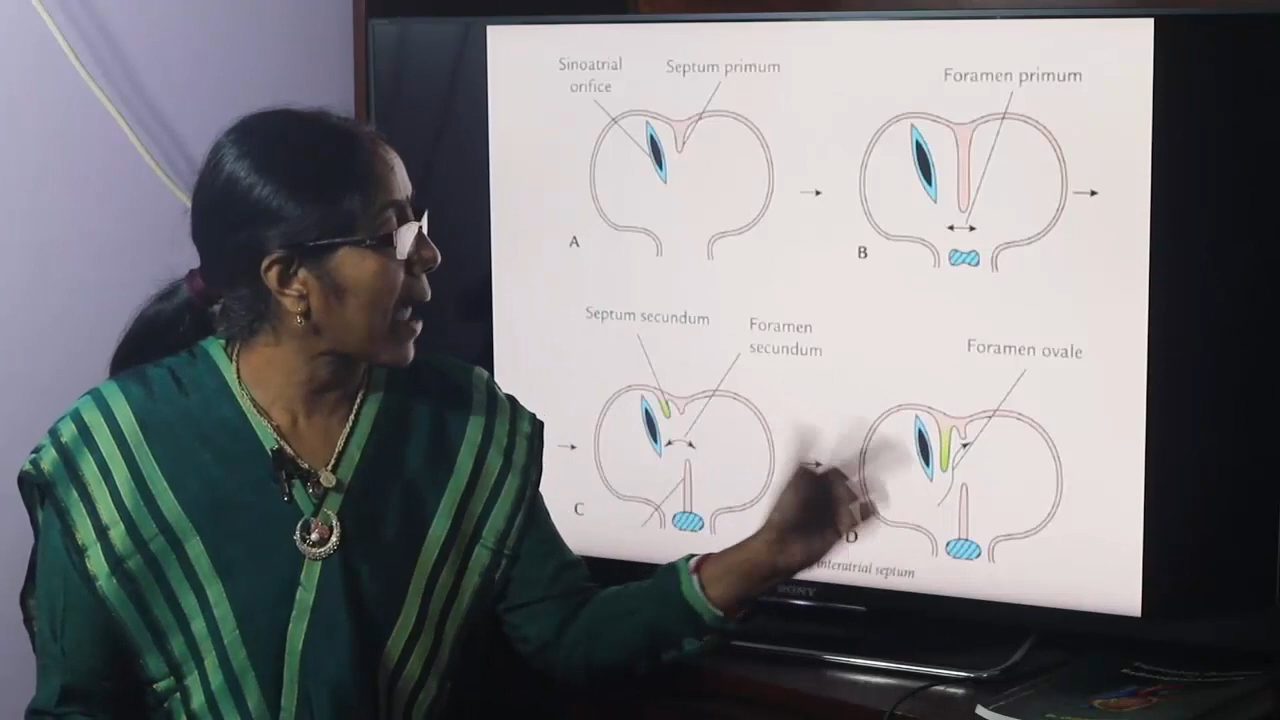 Sinoatrial
orifice
Septum primum
Foramen primum
A
B
Septum secundum
Foramen
secundum
Foramen ovale
C
D
interatrial septum
SONY